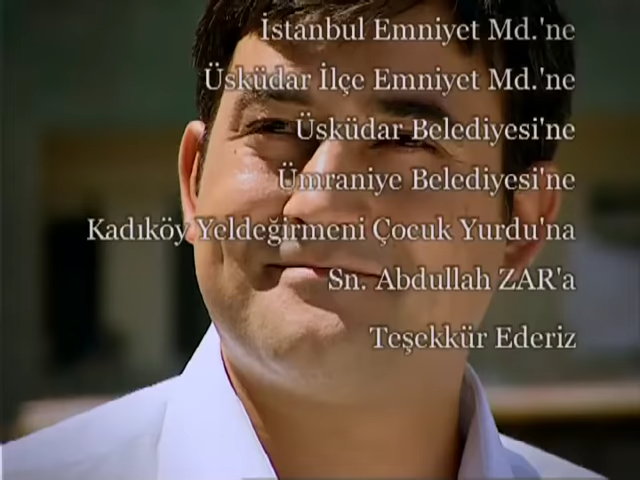 İstanbul Emniyet Md.'ne
Üsküdar İlçe Emniyet Md.'ne
Üsküdar Belediyesi'ne
Ümraniye Belediyesi'ne
Kadıköy Yeldeğirmeni Çocuk Yurdu'na
Sn. Abdullah ZAR'a
Teşekkür Ederiz